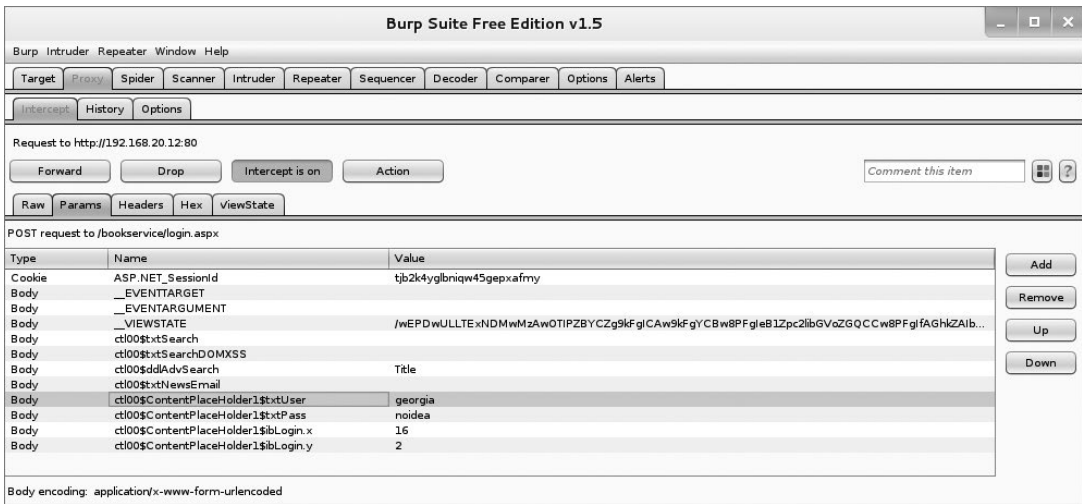 Burp Suite Free Edition v1.5
Burp Intruder Repeater Window Help
Target Proxy Spider Scanner Intruder Repeater Sequencer Decoder Comparer Options Alerts
Intercept History Options
Request to http://192.168.20.12:80
Forward Drop Intercept is on Action Comment this item ?
Raw Params Headers Hex ViewState
POST request to /bookservice/login.aspx
Type Name Value
Cookie ASP.NET_SessionId tjb2k4yglbniqw45gepxafmy
Body __EVENTTARGET
Body __EVENTARGUMENT
Body __VIEWSTATE
Body ctl00$txtSearch
Body ctl00$txtSearchDOMXSS
Body ctl00$ddlAdvSearch Title
Body ctl00$txtNewsEmail
Body ctl00$ContentPlaceHolder1$txtUser georgia
Body ctl00$ContentPlaceHolder1$txtPass noidea
Body ctl00$ContentPlaceHolder1$ibLogin.x 16
Body ctl00$ContentPlaceHolder1$ibLogin.y 2
Add
Remove
Up
Down
Body encoding: application/x-www-form-urlencoded